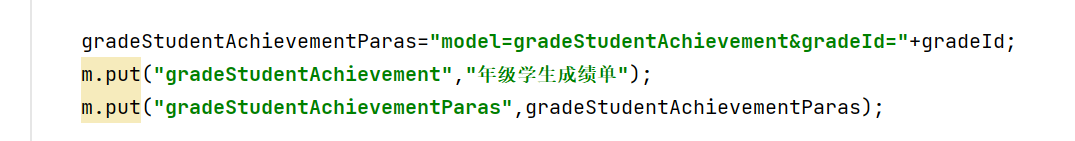 gradeStudentAchievementParas="model=gradeStudentAchievement&gradeId="+gradeId;
m.put("gradeStudentAchievement","年级学生成绩单");
m.put("gradeStudentAchievementParas",gradeStudentAchievementParas);